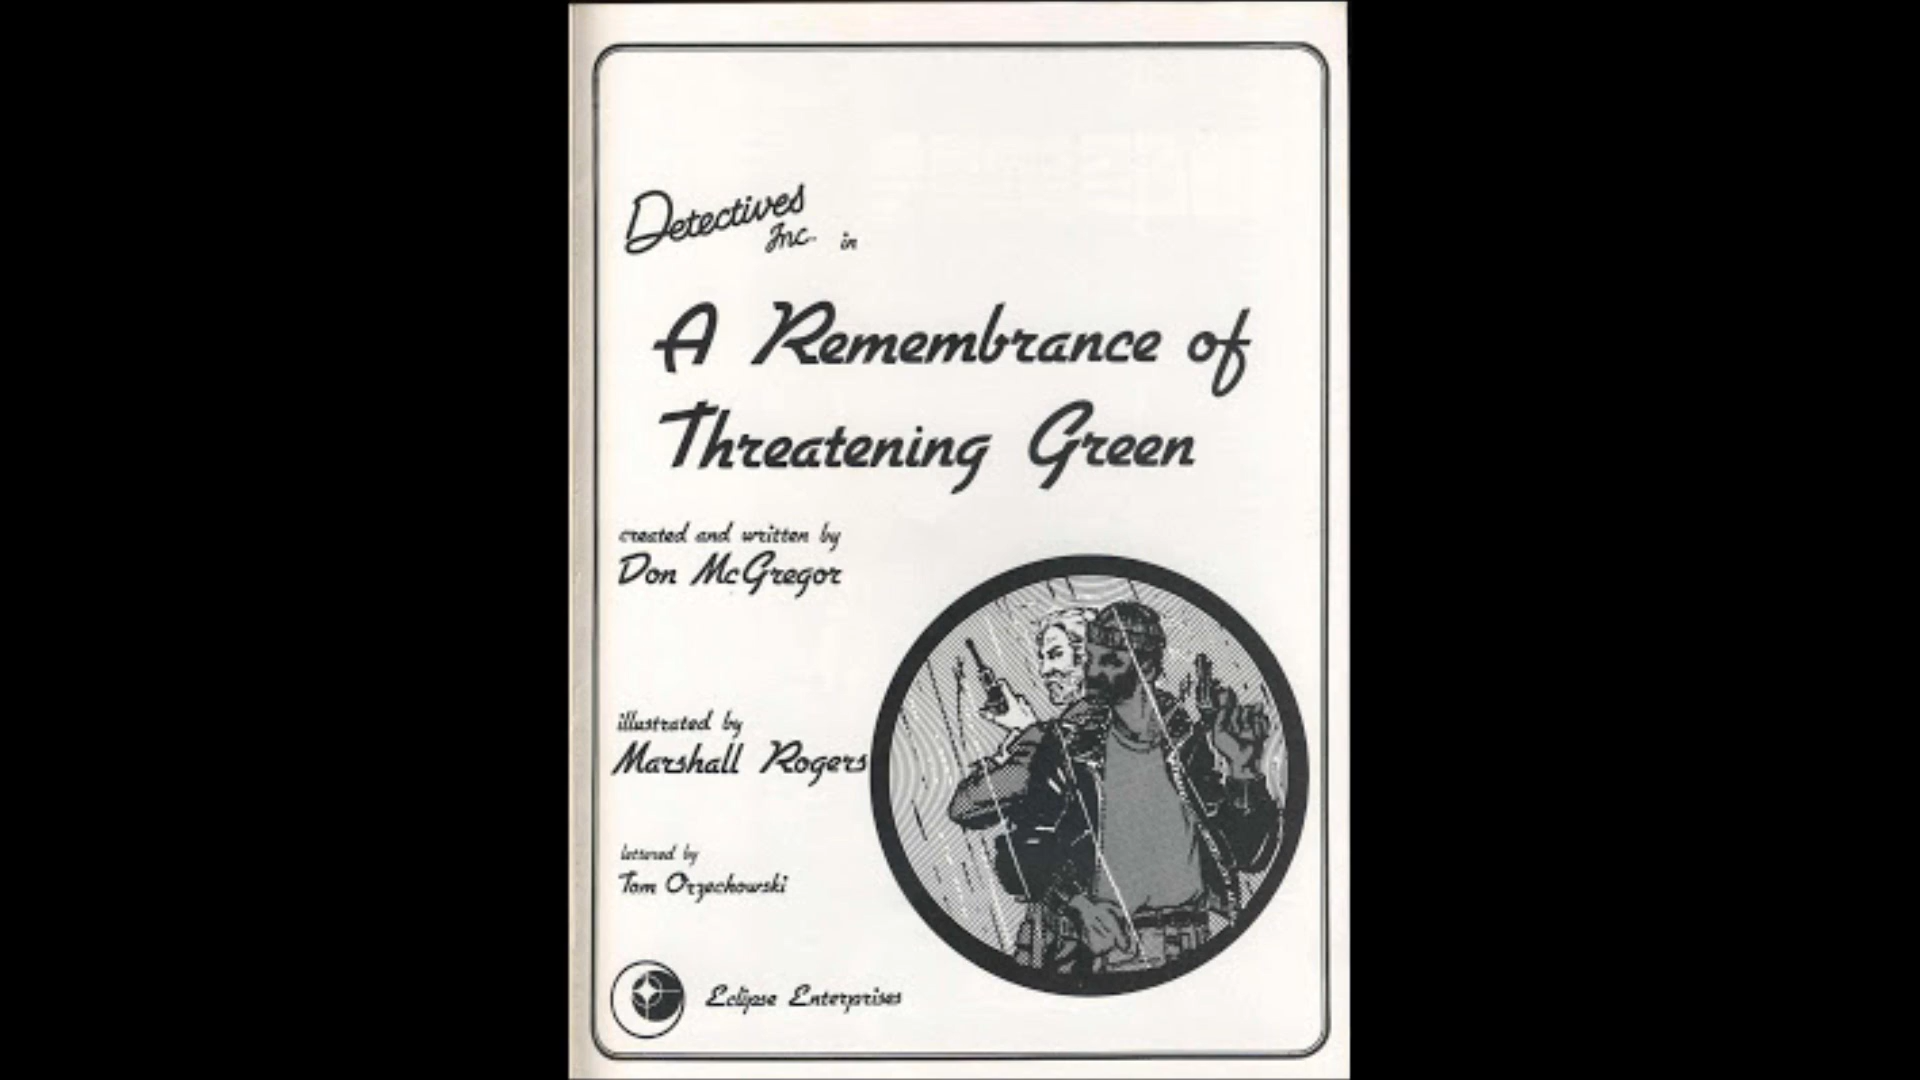 Detectives
Inc. in
A Remembrance of
Threatening Green
created and written by
Don McGregor
illustrated by
Marshall Rogers
lettered by
Tom Orzechowski
Eclipse Enterprises